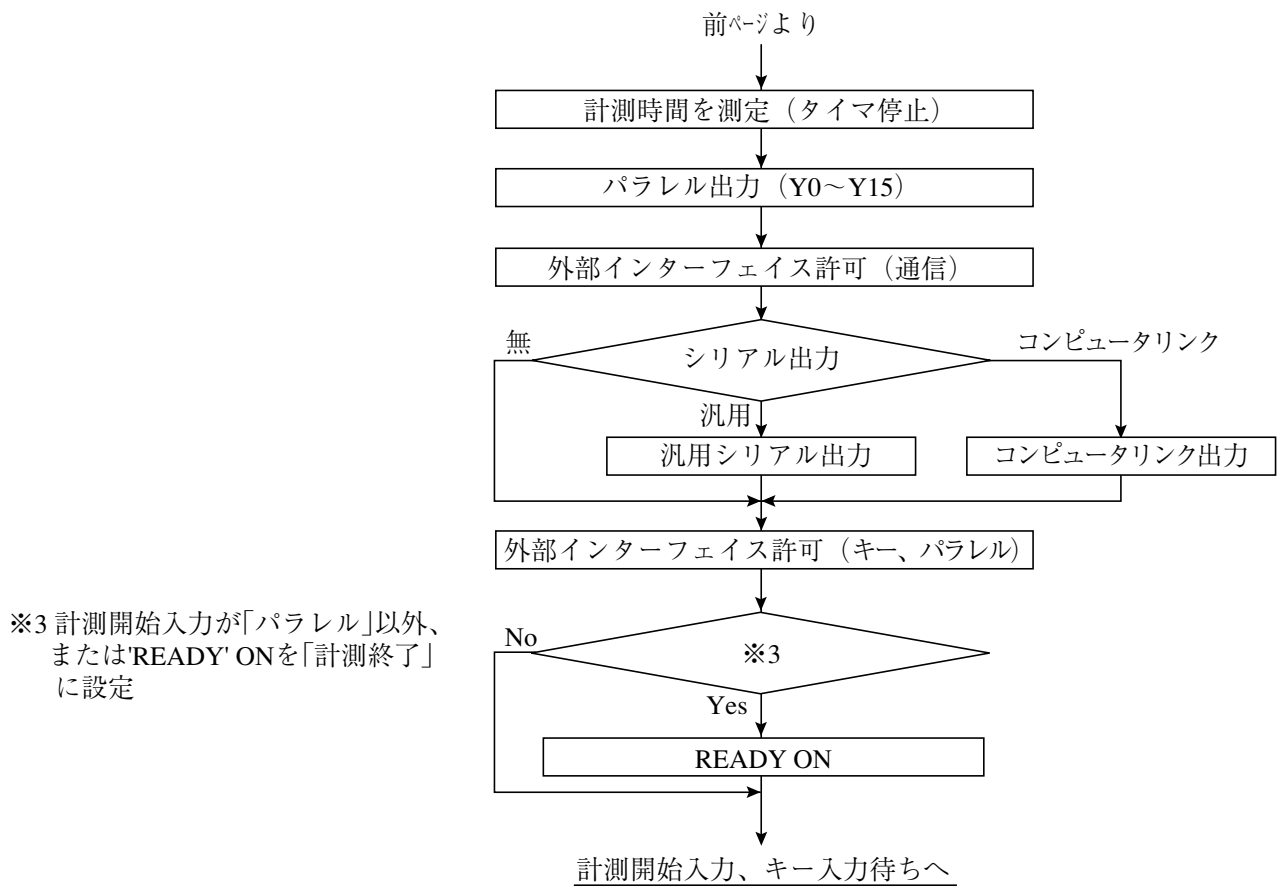 前ページより
計測時間を測定（タイマ停止）
パラレル出力（Y0～Y15）
外部インターフェイス許可（通信）
無
シリアル出力
コンピュータリンク
汎用
汎用シリアル出力
コンピュータリンク出力
外部インターフェイス許可（キー、パラレル）
※3 計測開始入力が「パラレル」以外、
または'READY' ONを「計測終了」
に設定
No
※3
Yes
READY ON
計測開始入力、キー入力待ちへ